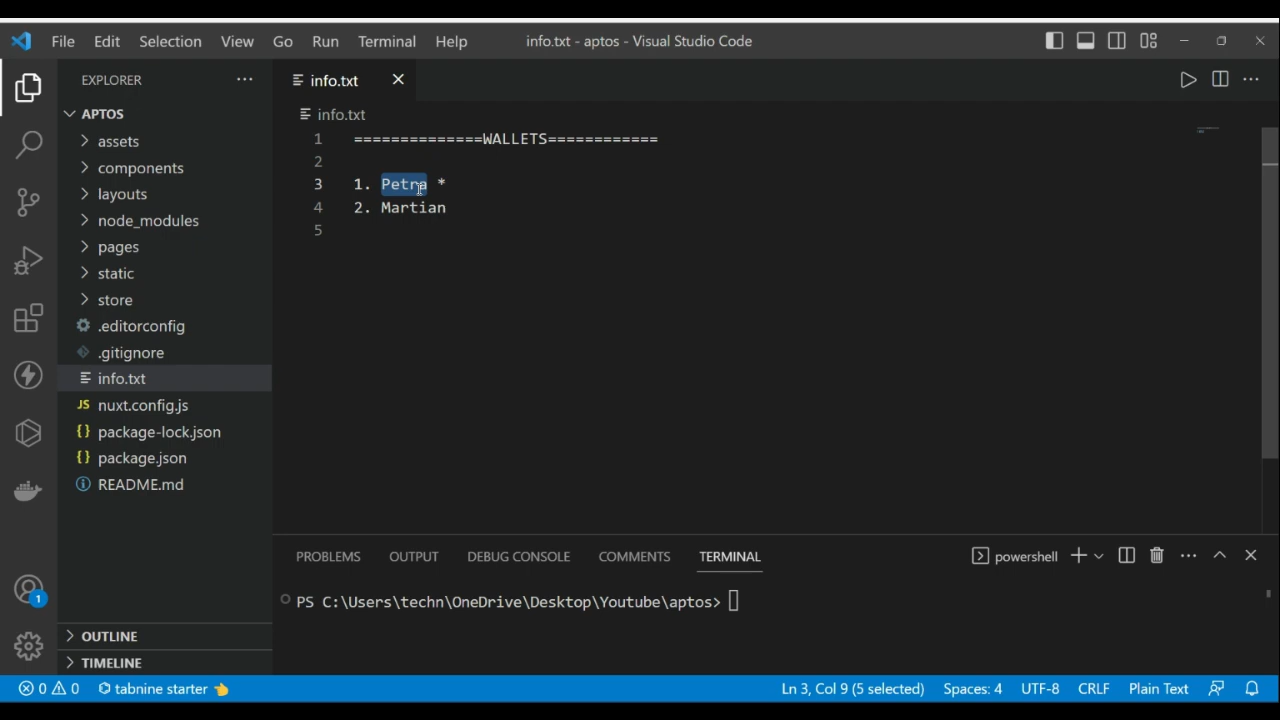 File Edit Selection View Go Run Terminal Help info.txt - aptos - Visual Studio Code
EXPLORER ···
info.txt
APTOS
info.txt
assets
components
layouts
node_modules
pages
static
store
.editorconfig
.gitignore
info.txt
JS nuxt.config.js
{} package-lock.json
{} package.json
README.md
OUTLINE
TIMELINE
1 ==============WALLETS============
2
3 1. Petra *
4 2. Martian
5
PROBLEMS OUTPUT DEBUG CONSOLE COMMENTS TERMINAL powershell
PS C:\Users\techn\OneDrive\Desktop\Youtube\aptos>
1
0 0 tabnine starter Ln 3, Col 9 (5 selected) Spaces: 4 UTF-8 CRLF Plain Text